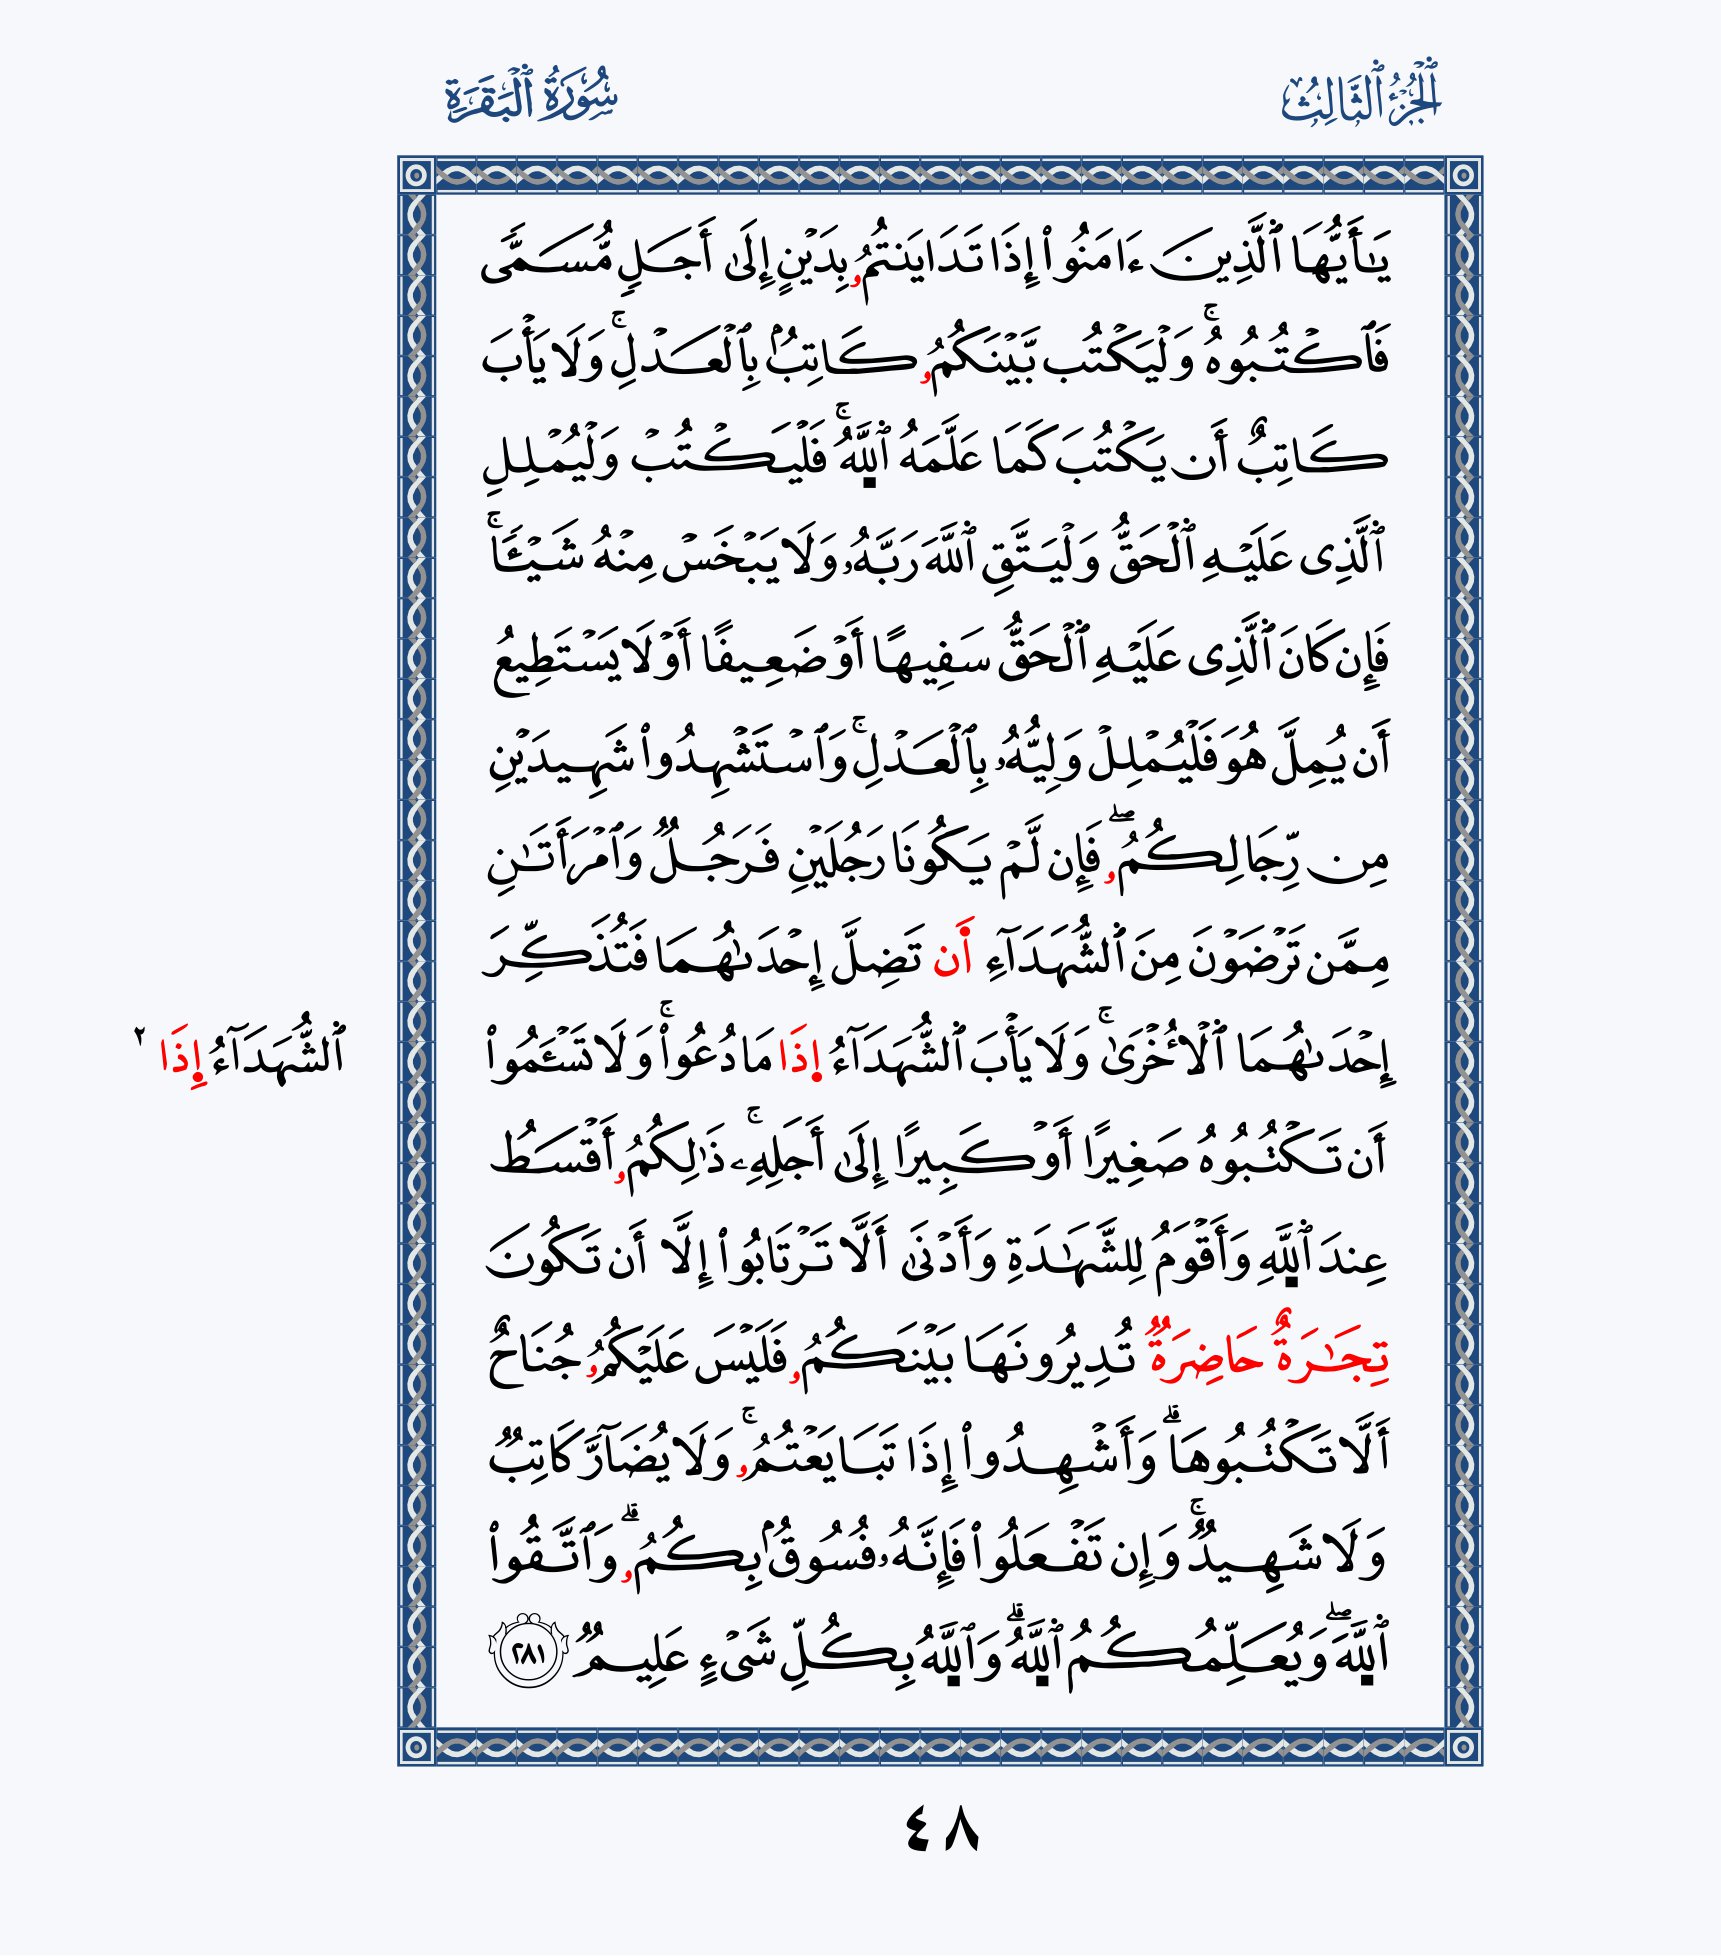 ٱلْجُزْءُ ٱلثَّالِثُ
سُورَةُ ٱلْبَقَرَةِ
يَٰٓأَيُّهَا ٱلَّذِينَ ءَامَنُوٓا۟ إِذَا تَدَايَنتُمُۥ بِدَيْنٍ إِلَىٰٓ أَجَلٍ مُّسَمًّى
فَٱكْتُبُوهُ ۚ وَلْيَكْتُب بَّيْنَكُمُۥ كَاتِبٌۢ بِٱلْعَدْلِ ۚ وَلَا يَأْبَ
كَاتِبٌ أَن يَكْتُبَ كَمَا عَلَّمَهُ ٱللَّهُ ۚ فَلْيَكْتُبْ وَلْيُمْلِلِ
ٱلَّذِى عَلَيْهِ ٱلْحَقُّ وَلْيَتَّقِ ٱللَّهَ رَبَّهُۥ وَلَا يَبْخَسْ مِنْهُ شَيْـًٔا ۚ
فَإِن كَانَ ٱلَّذِى عَلَيْهِ ٱلْحَقُّ سَفِيهًا أَوْ ضَعِيفًا أَوْ لَا يَسْتَطِيعُ
أَن يُمِلَّ هُوَ فَلْيُمْلِلْ وَلِيُّهُۥ بِٱلْعَدْلِ ۚ وَٱسْتَشْهِدُوا۟ شَهِيدَيْنِ
مِن رِّجَالِكُمُۥ ۖ فَإِن لَّمْ يَكُونَا رَجُلَيْنِ فَرَجُلٌ وَٱمْرَأَتَانِ
مِمَّن تَرْضَوْنَ مِنَ ٱلشُّهَدَآءِ أَن تَضِلَّ إِحْدَىٰهُمَا فَتُذَكِّرَ
إِحْدَىٰهُمَا ٱلْأُخْرَىٰ ۚ وَلَا يَأْبَ ٱلشُّهَدَآءُ إِذَا مَا دُعُوا۟ ۚ وَلَا تَسْـَٔمُوٓا۟
أَن تَكْتُبُوهُ صَغِيرًا أَوْ كَبِيرًا إِلَىٰٓ أَجَلِهِۦ ۚ ذَٰلِكُمُۥ أَقْسَطُ
عِندَ ٱللَّهِ وَأَقْوَمُ لِلشَّهَٰدَةِ وَأَدْنَىٰٓ أَلَّا تَرْتَابُوٓا۟ إِلَّآ أَن تَكُونَ
تِجَٰرَةٌ حَاضِرَةٌ تُدِيرُونَهَا بَيْنَكُمُۥ فَلَيْسَ عَلَيْكُمُۥ جُنَاحٌ
أَلَّا تَكْتُبُوهَا ۗ وَأَشْهِدُوٓا۟ إِذَا تَبَايَعْتُمُۥ ۚ وَلَا يُضَآرَّ كَاتِبٌ
وَلَا شَهِيدٌ ۚ وَإِن تَفْعَلُوا۟ فَإِنَّهُۥ فُسُوقٌۢ بِكُمُۥ ۗ وَٱتَّقُوا۟
ٱللَّهَ ۖ وَيُعَلِّمُكُمُ ٱللَّهُ ۗ وَٱللَّهُ بِكُلِّ شَىْءٍ عَلِيمٌ ٢٨١
ٱلشُّهَدَآءُ إِذَا ٢
٤٨